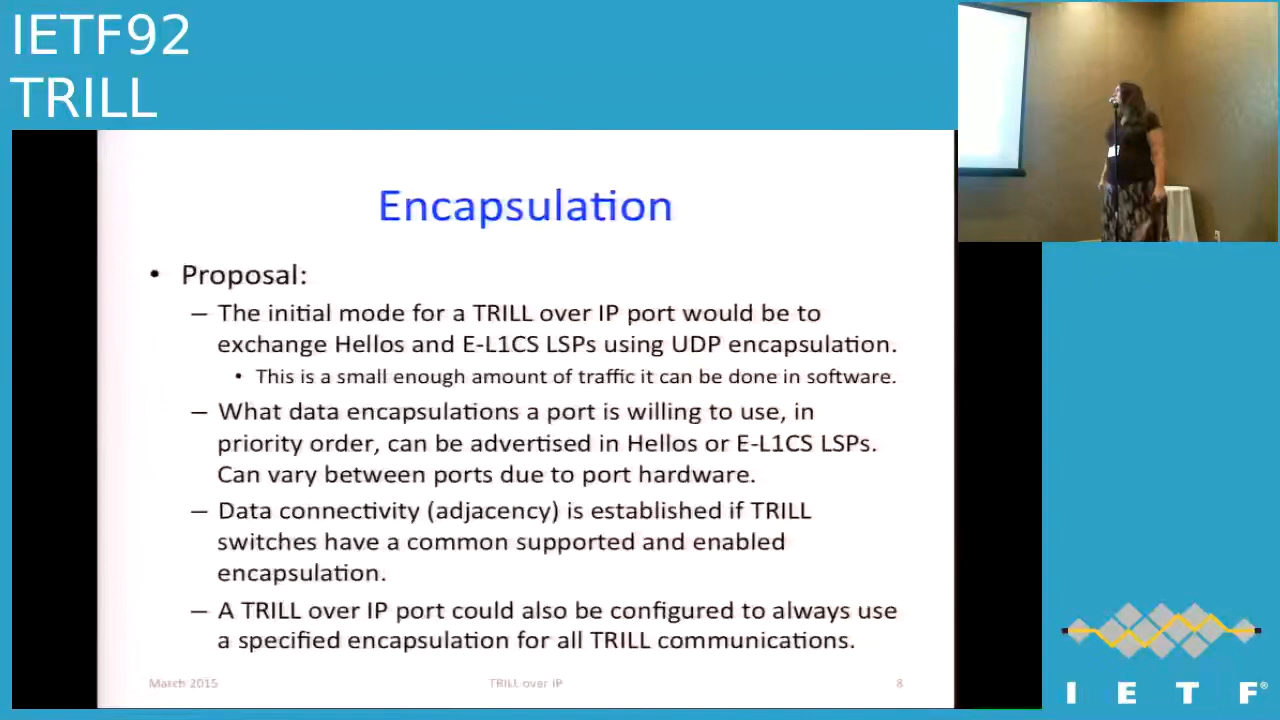 IETF92
TRILL
Encapsulation
• Proposal:
– The initial mode for a TRILL over IP port would be to
exchange Hellos and E-L1CS LSPs using UDP encapsulation.
• This is a small enough amount of traffic it can be done in software.
– What data encapsulations a port is willing to use, in
priority order, can be advertised in Hellos or E-L1CS LSPs.
Can vary between ports due to port hardware.
– Data connectivity (adjacency) is established if TRILL
switches have a common supported and enabled
encapsulation.
– A TRILL over IP port could also be configured to always use
a specified encapsulation for all TRILL communications.
March 2015
TRILL over IP
8
I E T F®